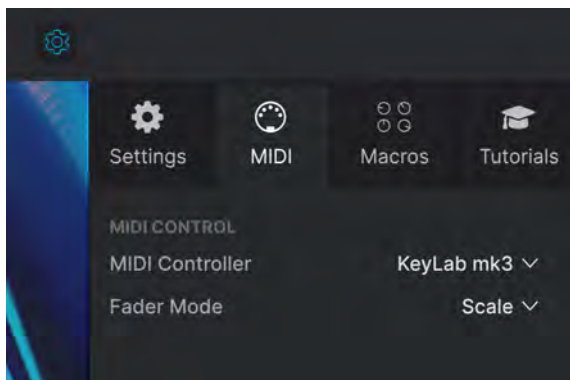 Settings MIDI Macros Tutorials
MIDI CONTROL
MIDI Controller KeyLab mk3
Fader Mode Scale